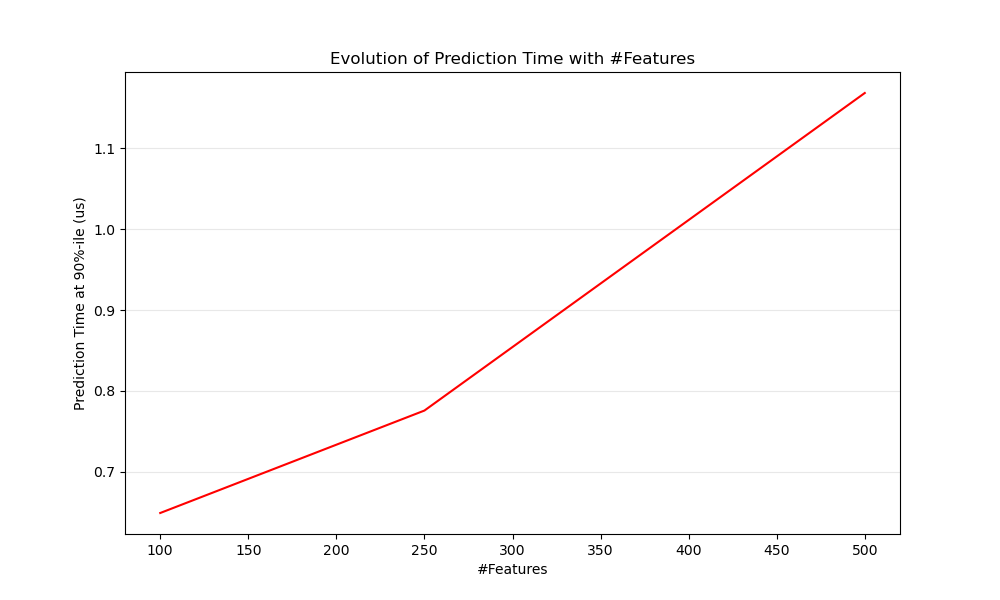 Evolution of Prediction Time with #Features
Prediction Time at 90%-ile (us)
1.1
1.0
0.9
0.8
0.7
100 150 200 250 300 350 400 450 500
#Features